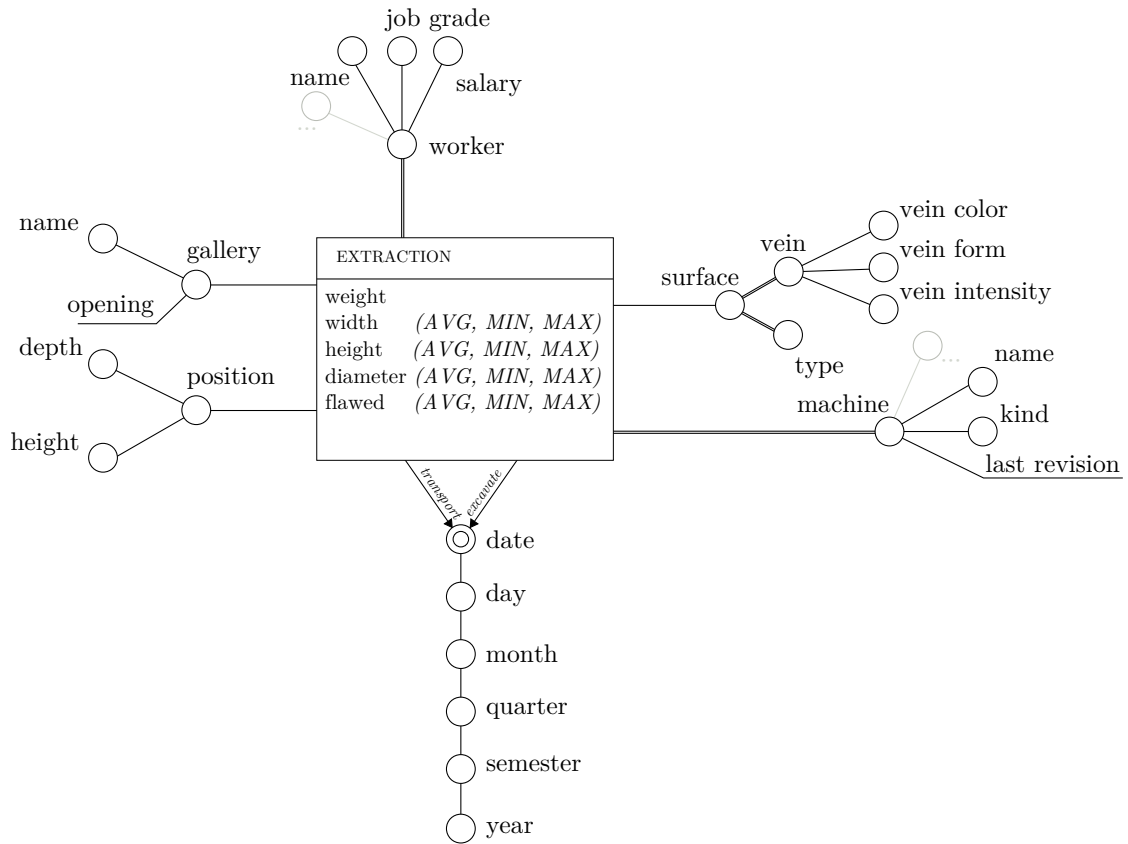 job grade
name
salary
...
worker
name
gallery
opening
depth
position
height
EXTRACTION
weight
width (AVG, MIN, MAX)
height (AVG, MIN, MAX)
diameter (AVG, MIN, MAX)
flawed (AVG, MIN, MAX)
vein color
vein
vein form
surface
vein intensity
type
...
name
machine
kind
last revision
transport
excavate
date
day
month
quarter
semester
year